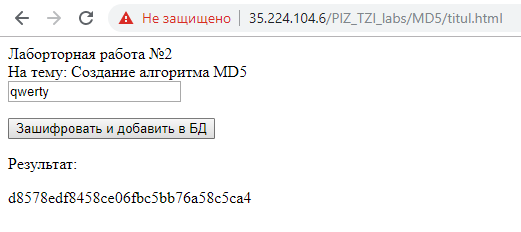 Не защищено | 35.224.104.6/PIZ_TZI_labs/MD5/titul.html
Лаборторная работа №2
На тему: Создание алгоритма MD5
qwerty
Зашифровать и добавить в БД
Результат:
d8578edf8458ce06fbc5bb76a58c5ca4